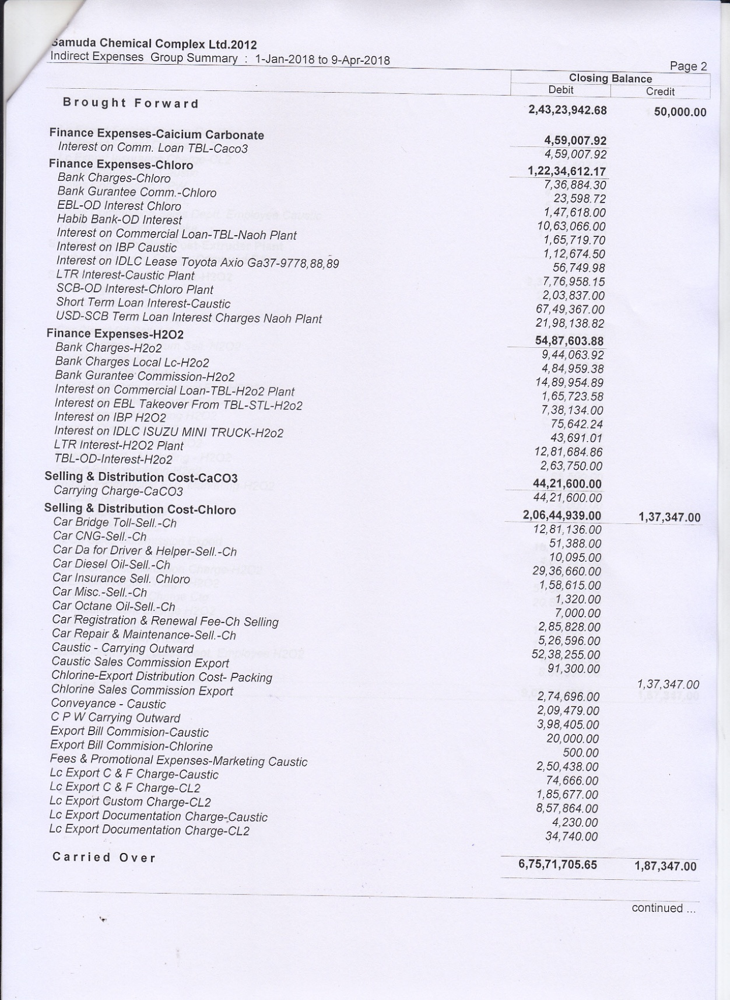 Samuda Chemical Complex Ltd.2012
Indirect Expenses Group Summary : 1-Jan-2018 to 9-Apr-2018
Page 2
Closing Balance
Debit Credit
Brought Forward 2,43,23,942.68 50,000.00
Finance Expenses-Caicium Carbonate 4,59,007.92
Interest on Comm. Loan TBL-Caco3 4,59,007.92
Finance Expenses-Chloro 1,22,34,612.17
Bank Charges-Chloro 7,36,884.30
Bank Gurantee Comm.-Chloro 23,598.72
EBL-OD Interest Chloro 1,47,618.00
Habib Bank-OD Interest 10,63,066.00
Interest on Commercial Loan-TBL-Naoh Plant 1,65,719.70
Interest on IBP Caustic 1,12,674.50
Interest on IDLC Lease Toyota Axio Ga37-9778,88,89 56,749.98
LTR Interest-Caustic Plant 7,76,958.15
SCB-OD Interest-Chloro Plant 2,03,837.00
Short Term Loan Interest-Caustic 67,49,367.00
USD-SCB Term Loan Interest Charges Naoh Plant 21,98,138.82
Finance Expenses-H2O2 54,87,603.88
Bank Charges-H2o2 9,44,063.92
Bank Charges Local Lc-H2o2 4,84,959.38
Bank Gurantee Commission-H2o2 14,89,954.89
Interest on Commercial Loan-TBL-H2o2 Plant 1,65,723.58
Interest on EBL Takeover From TBL-STL-H2o2 7,38,134.00
Interest on IBP H2O2 75,642.24
Interest on IDLC ISUZU MINI TRUCK-H2o2 43,691.01
LTR Interest-H2O2 Plant 12,81,684.86
TBL-OD-Interest-H2o2 2,63,750.00
Selling & Distribution Cost-CaCO3 44,21,600.00
Carrying Charge-CaCO3 44,21,600.00
Selling & Distribution Cost-Chloro 2,06,44,939.00 1,37,347.00
Car Bridge Toll-Sell.-Ch 12,81,136.00
Car CNG-Sell.-Ch 51,388.00
Car Da for Driver & Helper-Sell.-Ch 10,095.00
Car Diesel Oil-Sell.-Ch 29,36,660.00
Car Insurance Sell. Chloro 1,58,615.00
Car Misc.-Sell.-Ch 1,320.00
Car Octane Oil-Sell.-Ch 7,000.00
Car Registration & Renewal Fee-Ch Selling 2,85,828.00
Car Repair & Maintenance-Sell.-Ch 5,26,596.00
Caustic - Carrying Outward 52,38,255.00
Caustic Sales Commission Export 91,300.00
Chlorine-Export Distribution Cost- Packing 1,37,347.00
Chlorine Sales Commission Export 2,74,696.00
Conveyance - Caustic 2,09,479.00
C P W Carrying Outward 3,98,405.00
Export Bill Commision-Caustic 20,000.00
Export Bill Commision-Chlorine 500.00
Fees & Promotional Expenses-Marketing Caustic 2,50,438.00
Lc Export C & F Charge-Caustic 74,666.00
Lc Export C & F Charge-CL2 1,85,677.00
Lc Export Custom Charge-CL2 8,57,864.00
Lc Export Documentation Charge-Caustic 4,230.00
Lc Export Documentation Charge-CL2 34,740.00
Carried Over 6,75,71,705.65 1,87,347.00
continued ...